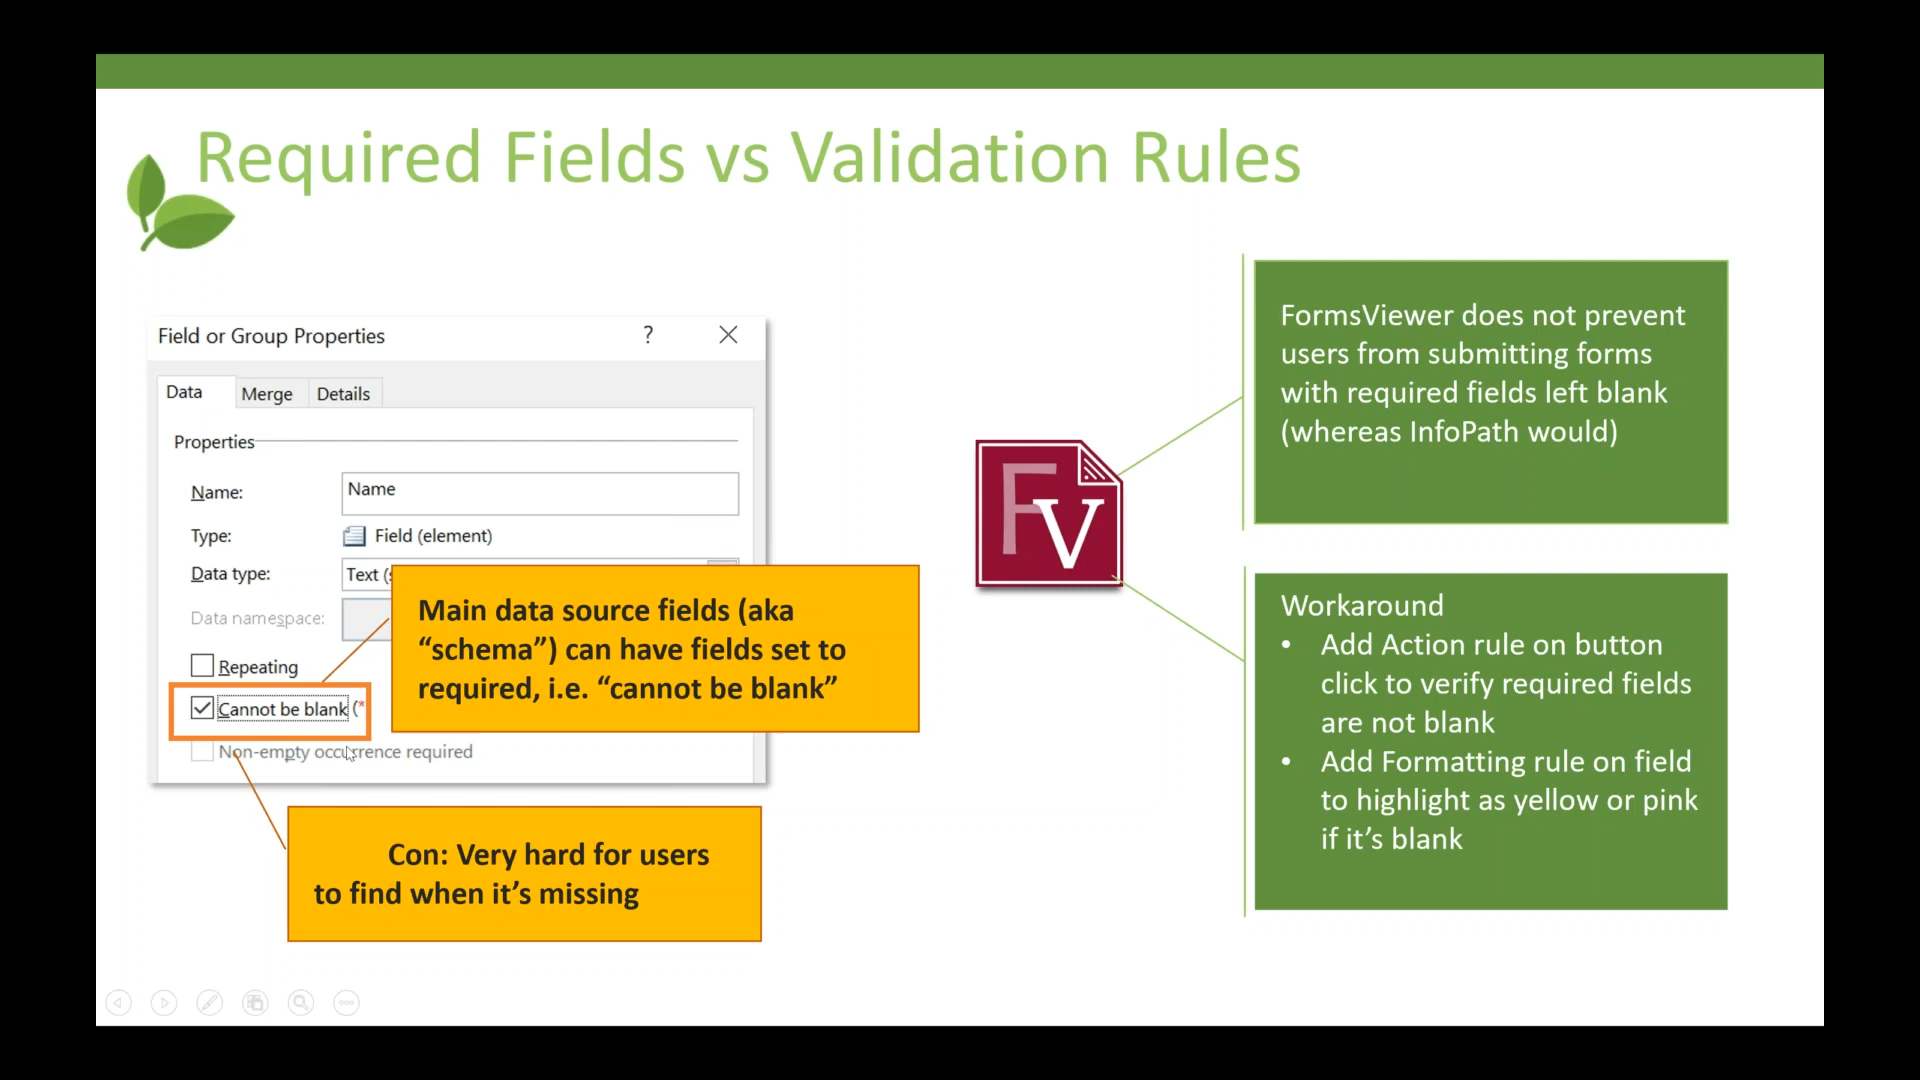 Required Fields vs Validation Rules
Field or Group Properties
?
Data
Merge
Details
Properties
Name:
Name
Type:
Field (element)
Data type:
Text (
Data namespace:
Repeating
Cannot be blank (*
Non-empty occurrence required
Main data source fields (aka
“schema”) can have fields set to
required, i.e. “cannot be blank”
Con: Very hard for users
to find when it’s missing
FV
FormsViewer does not prevent
users from submitting forms
with required fields left blank
(whereas InfoPath would)
Workaround
• Add Action rule on button
click to verify required fields
are not blank
• Add Formatting rule on field
to highlight as yellow or pink
if it’s blank